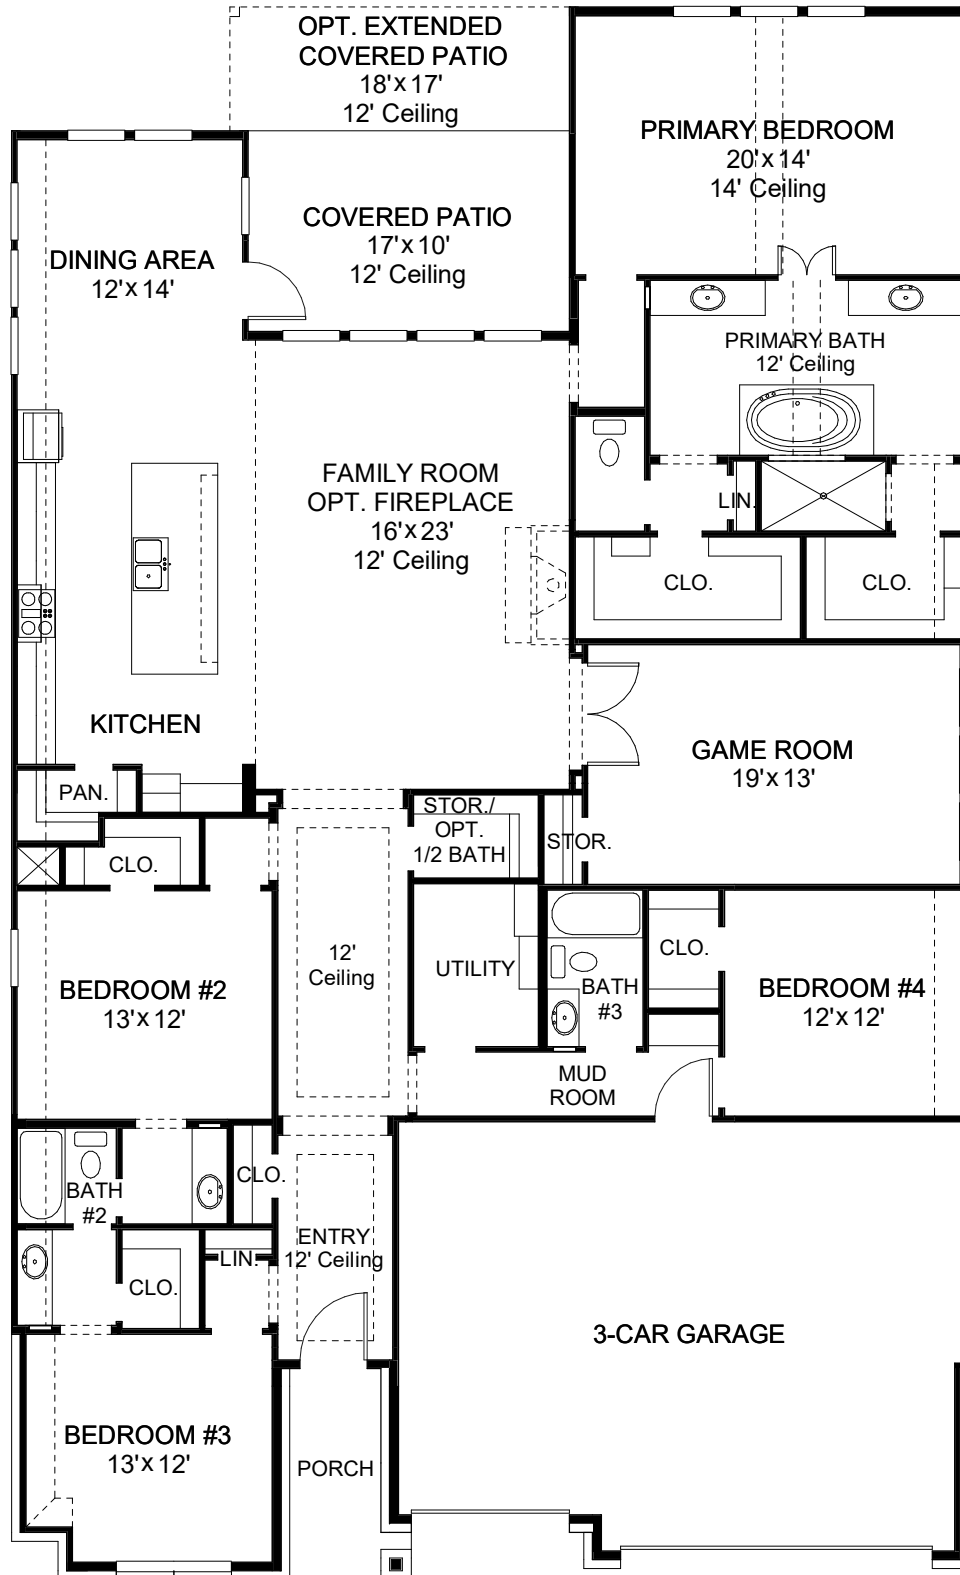 OPT. EXTENDED
COVERED PATIO
18'x17'
12' Ceiling
PRIMARY BEDROOM
20'x14'
14' Ceiling
COVERED PATIO
17'x10'
12' Ceiling
DINING AREA
12'x14'
PRIMARY BATH
12' Ceiling
FAMILY ROOM
OPT. FIREPLACE
16'x23'
12' Ceiling
LIN.
CLO.
CLO.
KITCHEN
GAME ROOM
19'x13'
PAN.
STOR./
OPT.
1/2 BATH
STOR.
CLO.
12'
Ceiling
UTILITY
BATH
#3
CLO.
BEDROOM #2
13'x12'
BEDROOM #4
12'x12'
MUD
ROOM
BATH
#2
CLO.
ENTRY
12' Ceiling
LIN.
CLO.
3-CAR GARAGE
BEDROOM #3
13'x12'
PORCH